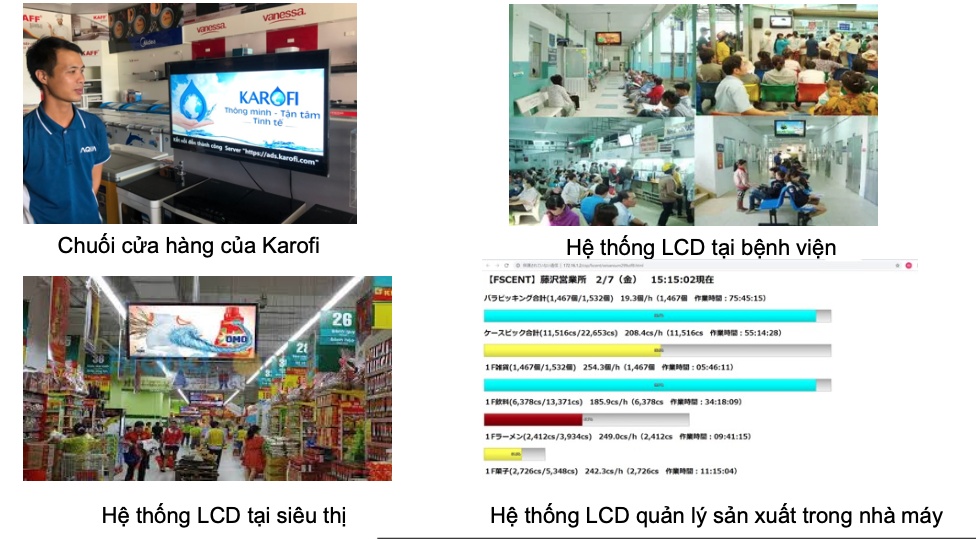 KAFF
vanessa.
vanessa.
Midea
KAFF
AQUA
KAROFI
Thông minh - Tận tâm
Tinh tế
Kết nối đến thành công Server "https://ads.karofi.com"
Chuỗi cửa hàng của Karofi
Hệ thống LCD tại bệnh viện
OMO
26
28
38
Hệ thống LCD tại siêu thị
【FSCENT】藤沢営業所 2/7（金） 15:15:02現在
バラピッキング合計(1,467個/1,532個) 19.3個/h（1,467個 作業時間：75:45:15）
ケースピック合計(11,516cs/22,653cs) 208.4cs/h（11,516cs 作業時間：55:14:28）
１F雑貨(1,467個/1,532個) 254.3個/h（1,467個 作業時間：05:46:11）
１F飲料(6,378cs/13,371cs) 185.9cs/h（6,378cs 作業時間：34:18:09）
１Fラーメン(2,412cs/3,934cs) 249.0cs/h（2,412cs 作業時間：09:41:15）
１F菓子(2,726cs/5,348cs) 242.3cs/h（2,726cs 作業時間：11:15:04）
Hệ thống LCD quản lý sản xuất trong nhà máy